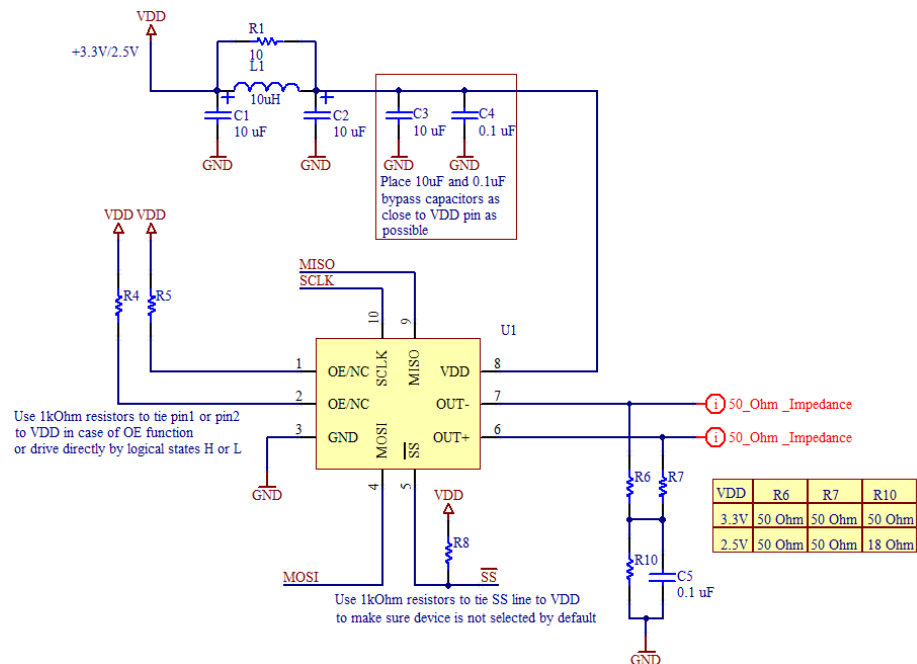 VDD
+3.3V/2.5V
R1
10
L1
10uH
C1
10 uF
C2
10 uF
C3
10 uF
C4
0.1 uF
GND
GND
GND
GND
Place 10uF and 0.1uF
bypass capacitors as
close to VDD pin as
possible
VDD VDD
R4
R5
MISO
SCLK
10
9
U1
1
OE/NC
SCLK
MISO
VDD
8
2
OE/NC
OUT-
7
3
GND
MOSI
SS
OUT+
6
4
5
i 50_Ohm _Impedance
i 50_Ohm _Impedance
Use 1kOhm resistors to tie pin1 or pin2
to VDD in case of OE function
or drive directly by logical states H or L
GND
VDD
R8
MOSI
SS
Use 1kOhm resistors to tie SS line to VDD
to make sure device is not selected by default
R6
R7
R10
C5
0.1 uF
GND
VDD R6 R7 R10
3.3V 50 Ohm 50 Ohm 50 Ohm
2.5V 50 Ohm 50 Ohm 18 Ohm